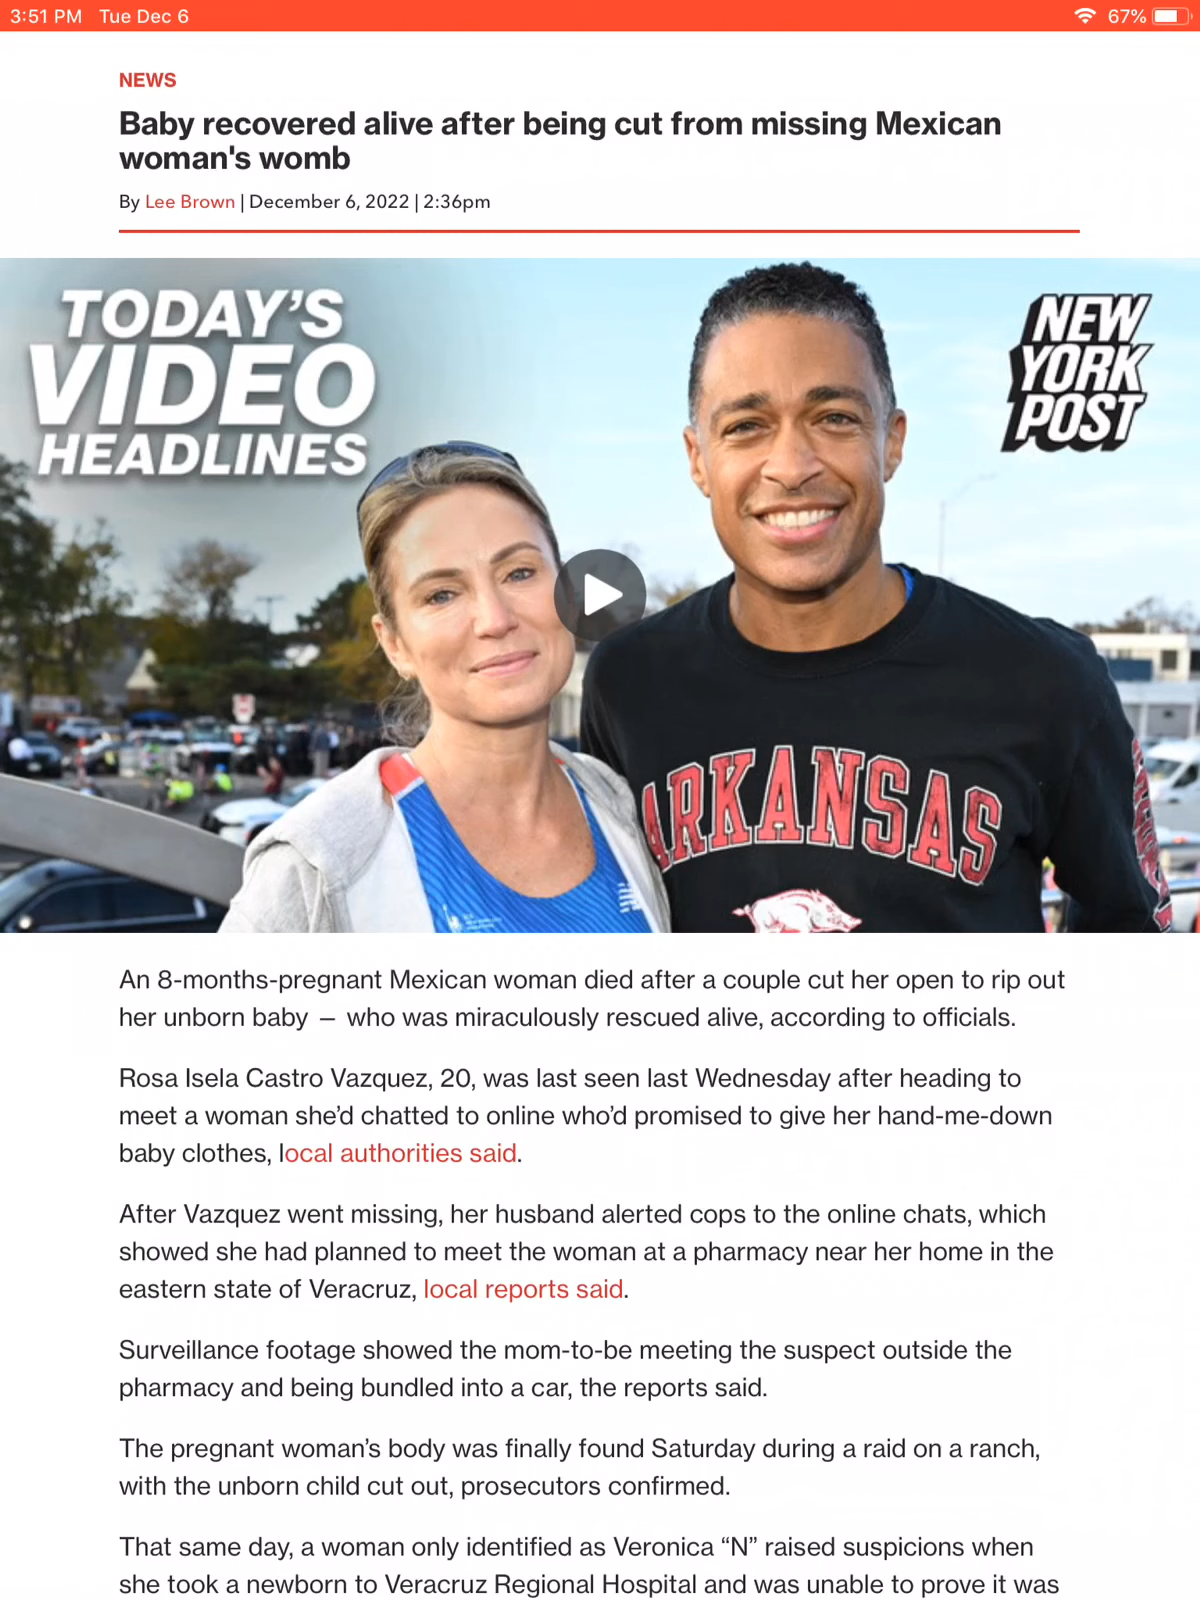 3:51 PM Tue Dec 6
67%
NEWS
Baby recovered alive after being cut from missing Mexican
woman's womb
By Lee Brown | December 6, 2022 | 2:36pm
TODAY'S
VIDEO
HEADLINES
NEW
YORK
POST
ARKANSAS
An 8-months-pregnant Mexican woman died after a couple cut her open to rip out
her unborn baby — who was miraculously rescued alive, according to officials.
Rosa Isela Castro Vazquez, 20, was last seen last Wednesday after heading to
meet a woman she’d chatted to online who’d promised to give her hand-me-down
baby clothes, local authorities said.
After Vazquez went missing, her husband alerted cops to the online chats, which
showed she had planned to meet the woman at a pharmacy near her home in the
eastern state of Veracruz, local reports said.
Surveillance footage showed the mom-to-be meeting the suspect outside the
pharmacy and being bundled into a car, the reports said.
The pregnant woman’s body was finally found Saturday during a raid on a ranch,
with the unborn child cut out, prosecutors confirmed.
That same day, a woman only identified as Veronica “N” raised suspicions when
she took a newborn to Veracruz Regional Hospital and was unable to prove it was